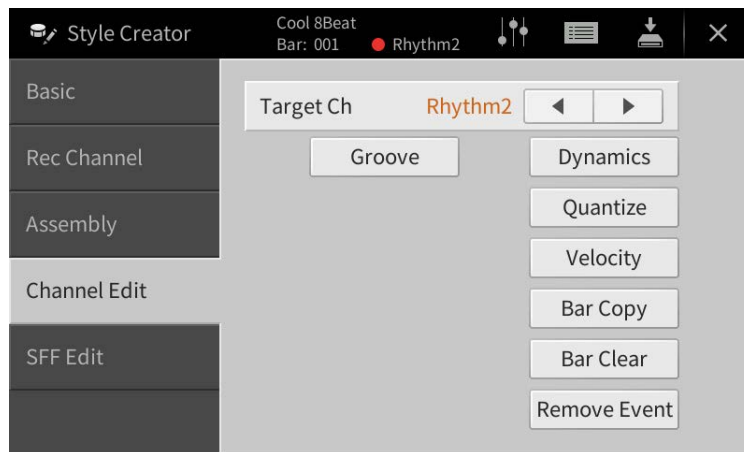 Style Creator
Cool 8Beat
Bar: 001 Rhythm2
Basic
Rec Channel
Assembly
Channel Edit
SFF Edit
Target Ch Rhythm2
Groove
Dynamics
Quantize
Velocity
Bar Copy
Bar Clear
Remove Event